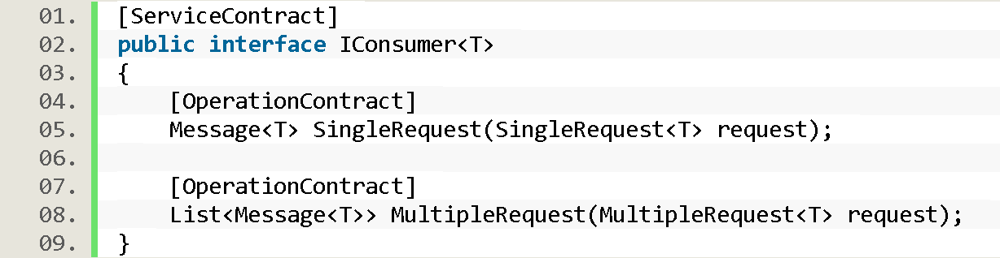 01. [ServiceContract]
02. public interface IConsumer<T>
03. {
04.     [OperationContract]
05.     Message<T> SingleRequest(SingleRequest<T> request);
06.
07.     [OperationContract]
08.     List<Message<T>> MultipleRequest(MultipleRequest<T> request);
09. }